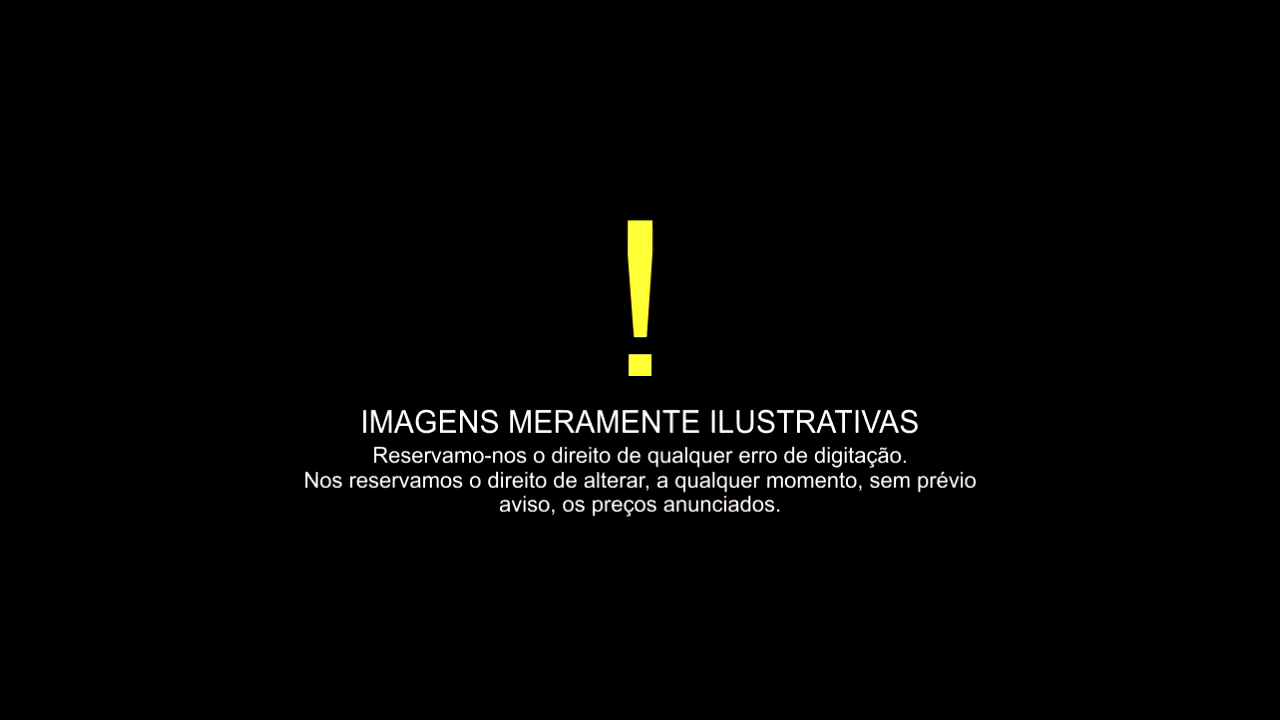 !
IMAGENS MERAMENTE ILUSTRATIVAS
Reservamo-nos o direito de qualquer erro de digitação.
Nos reservamos o direito de alterar, a qualquer momento, sem prévio
aviso, os preços anunciados.